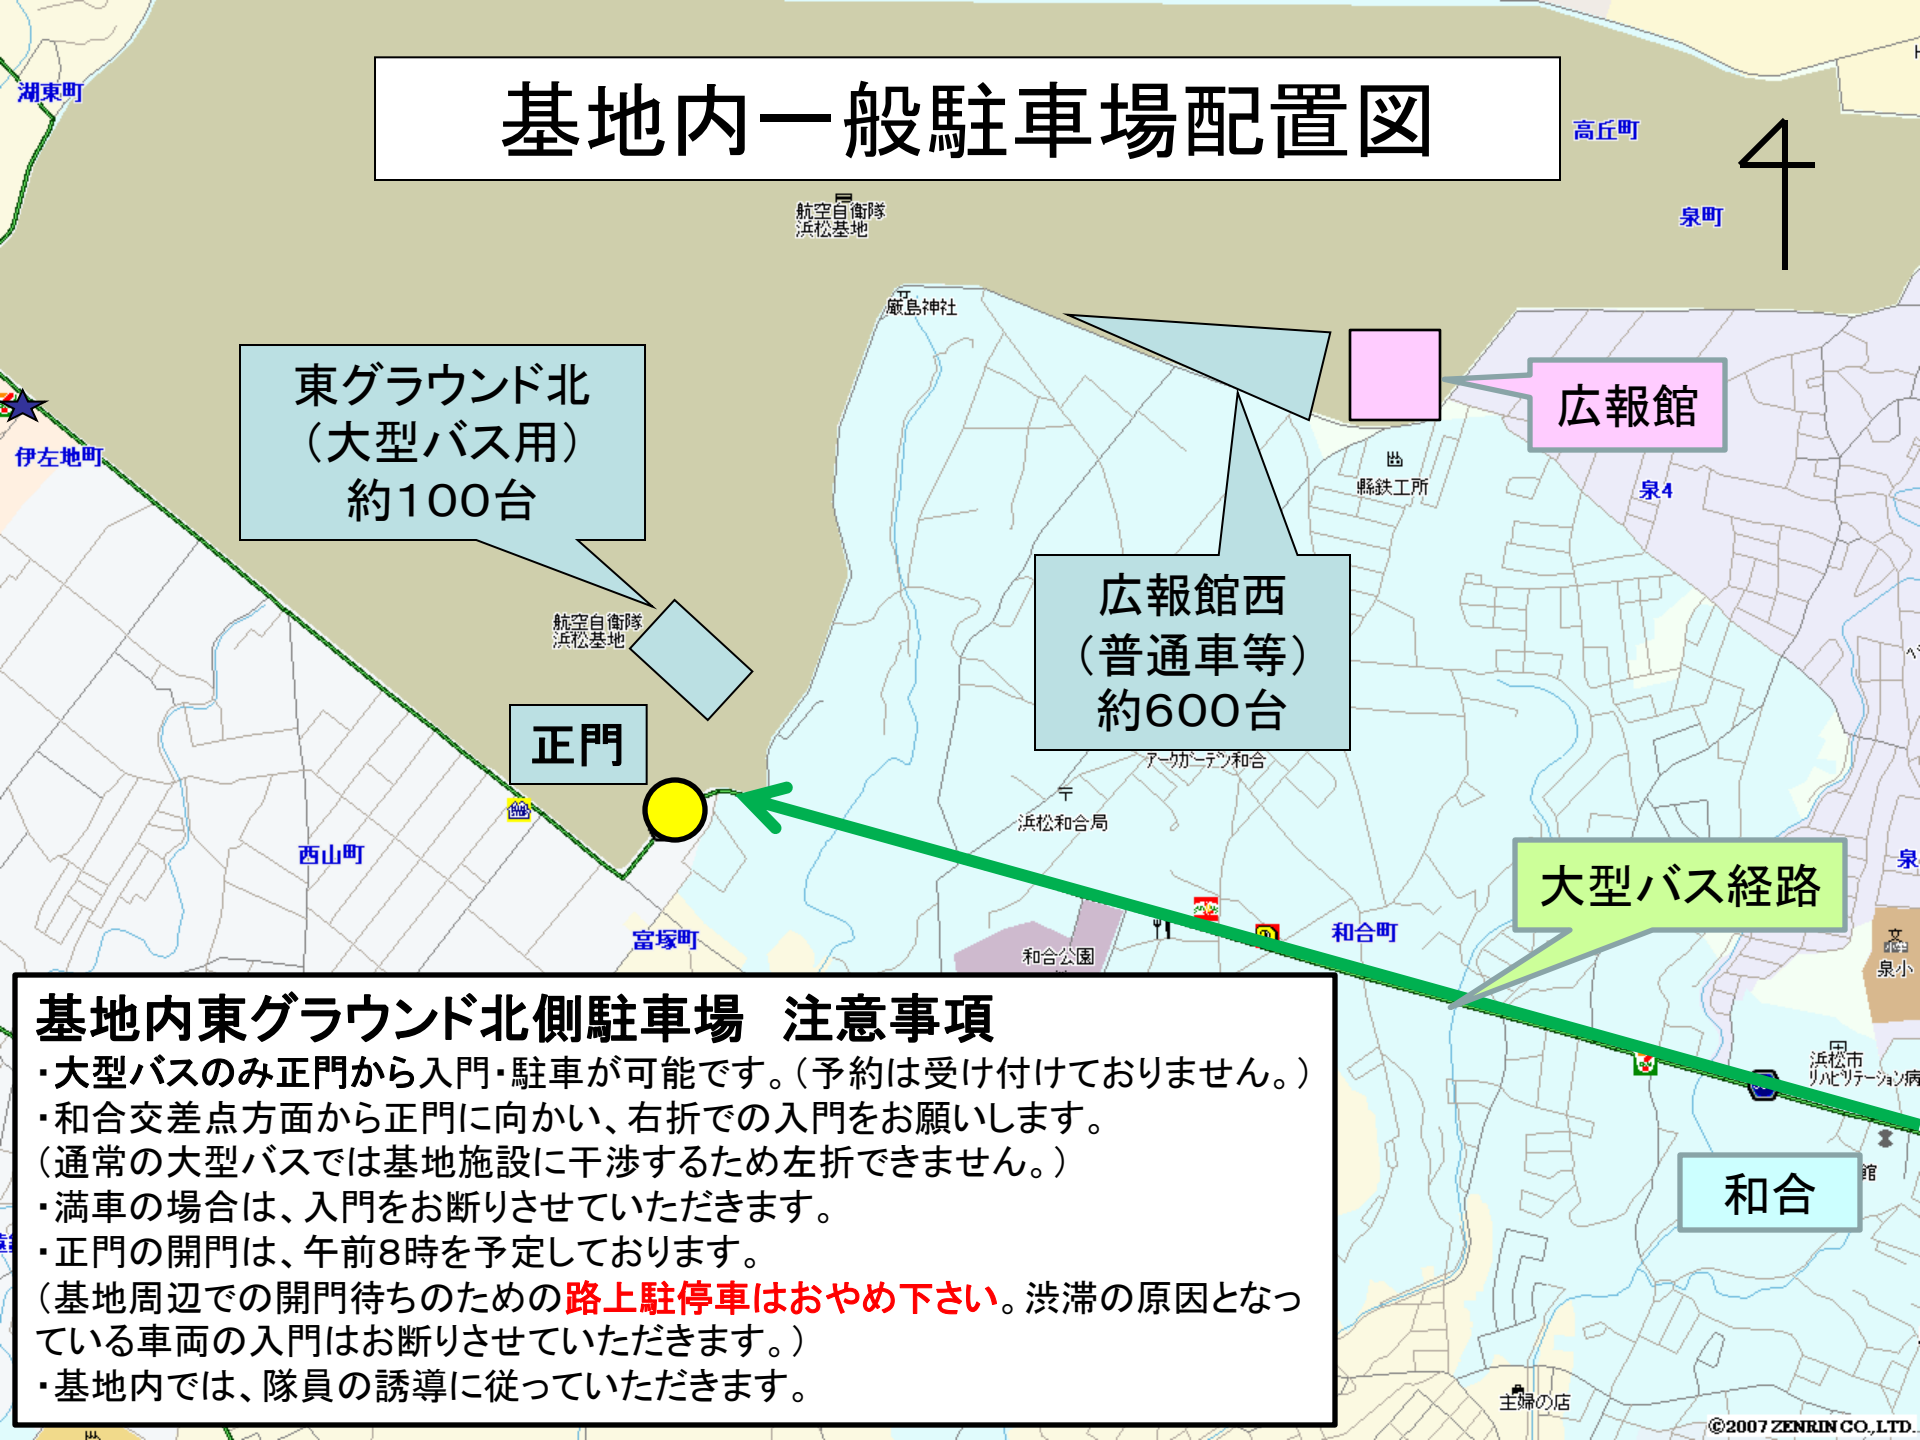 基地内一般駐車場配置図
湖東町
高丘町
泉町
航空自衛隊
浜松基地
厳島神社
東グラウンド北
（大型バス用）
約100台
広報館
伊左地町
縣鉄工所
泉4
広報館西
（普通車等）
約600台
航空自衛隊
浜松基地
正門
アークガーデン和合
浜松和合局
西山町
大型バス経路
泉
富塚町
和合町
和合公園
文
泉小
浜松市
リハビリテーション病
和合
館
基地内東グラウンド北側駐車場　注意事項
・大型バスのみ正門から入門・駐車が可能です。（予約は受け付けておりません。）
・和合交差点方面から正門に向かい、右折での入門をお願いします。
（通常の大型バスでは基地施設に干渉するため左折できません。）
・満車の場合は、入門をお断りさせていただきます。
・正門の開門は、午前8時を予定しております。
（基地周辺での開門待ちのための路上駐停車はおやめ下さい。渋滞の原因となっ
ている車両の入門はお断りさせていただきます。）
・基地内では、隊員の誘導に従っていただきます。
主婦の店
©2007 ZENRIN CO., LTD.